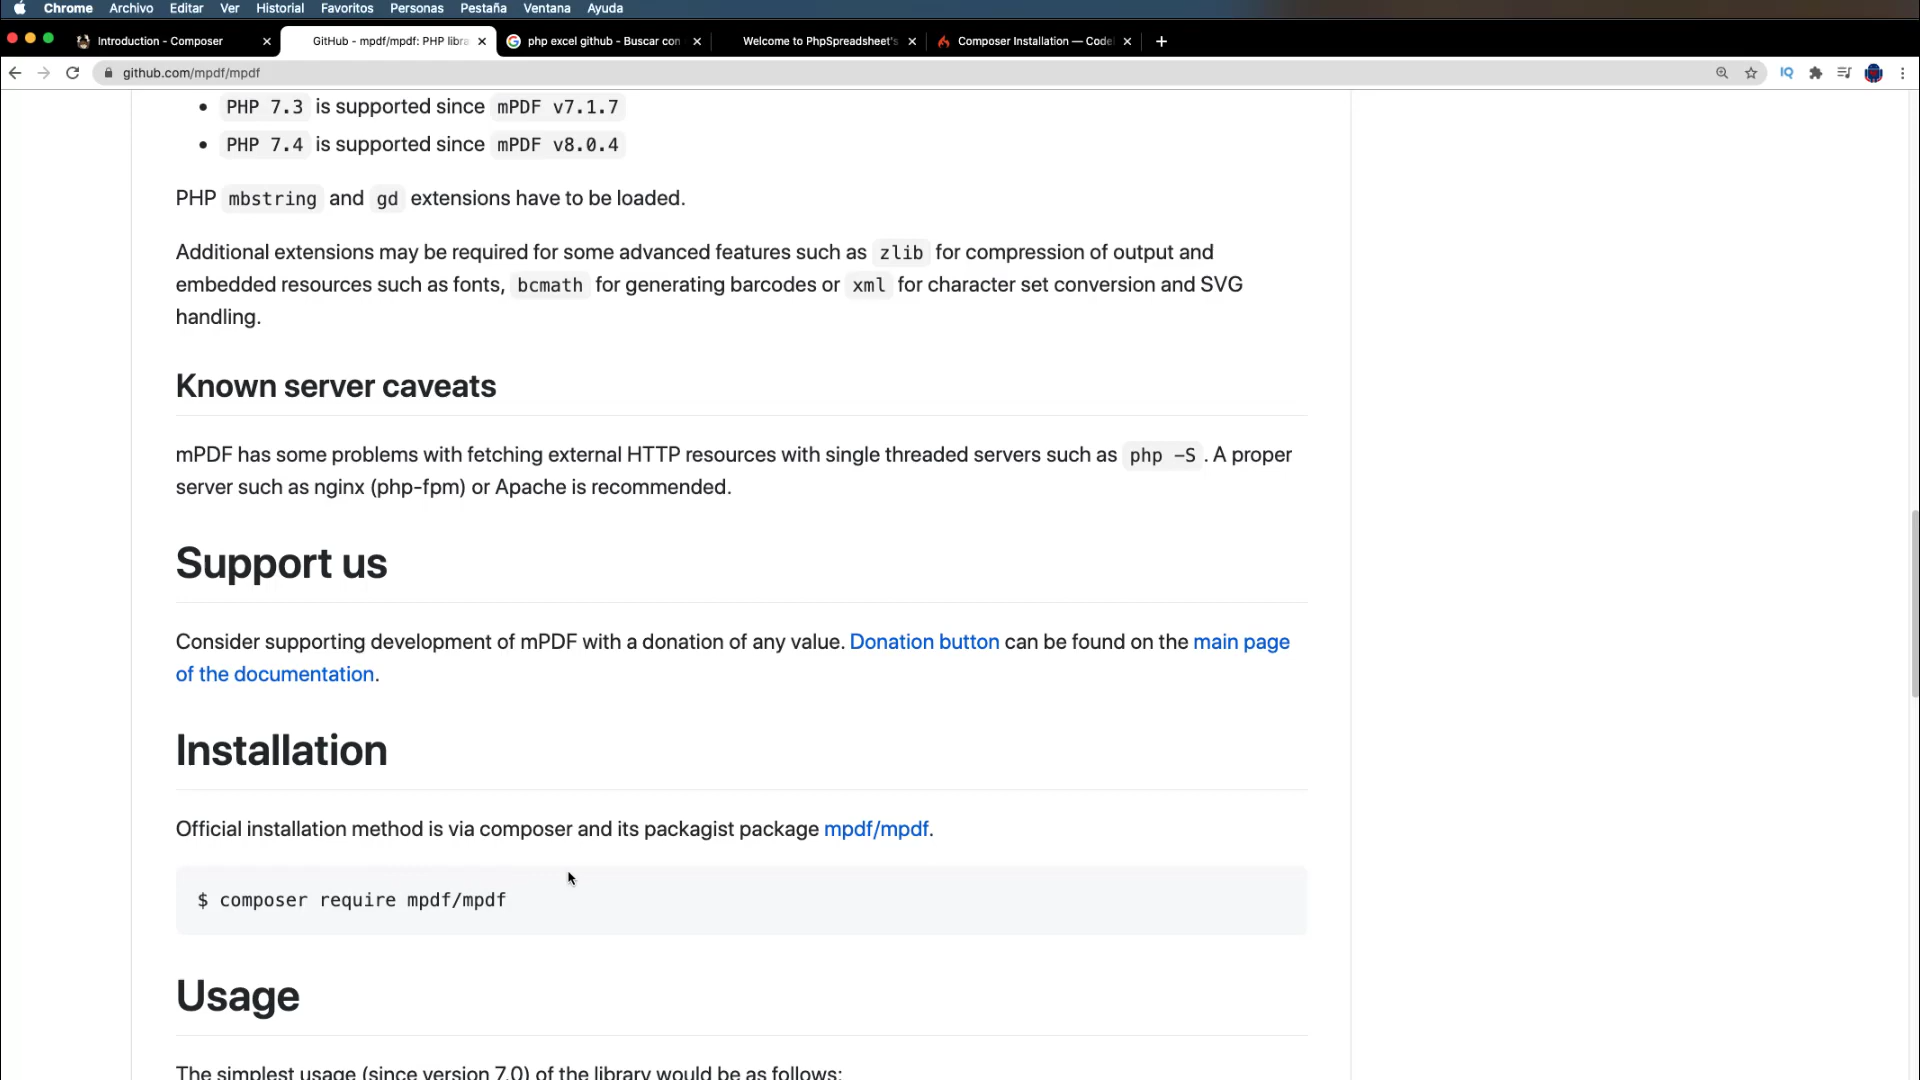 Chrome Archivo Editar Ver Historial Favoritos Personas Pestaña Ventana Ayuda
Introduction - Composer
GitHub - mpdf/mpdf: PHP libra
php excel github - Buscar con
Welcome to PhpSpreadsheet's
Composer Installation — Code
github.com/mpdf/mpdf
IQ
• PHP 7.3 is supported since mPDF v7.1.7
• PHP 7.4 is supported since mPDF v8.0.4
PHP mbstring and gd extensions have to be loaded.
Additional extensions may be required for some advanced features such as zlib for compression of output and
embedded resources such as fonts, bcmath for generating barcodes or xml for character set conversion and SVG
handling.
Known server caveats
mPDF has some problems with fetching external HTTP resources with single threaded servers such as php -S . A proper
server such as nginx (php-fpm) or Apache is recommended.
Support us
Consider supporting development of mPDF with a donation of any value. Donation button can be found on the main page
of the documentation.
Installation
Official installation method is via composer and its packagist package mpdf/mpdf.
$ composer require mpdf/mpdf
Usage
The simplest usage (since version 7.0) of the library would be as follows: